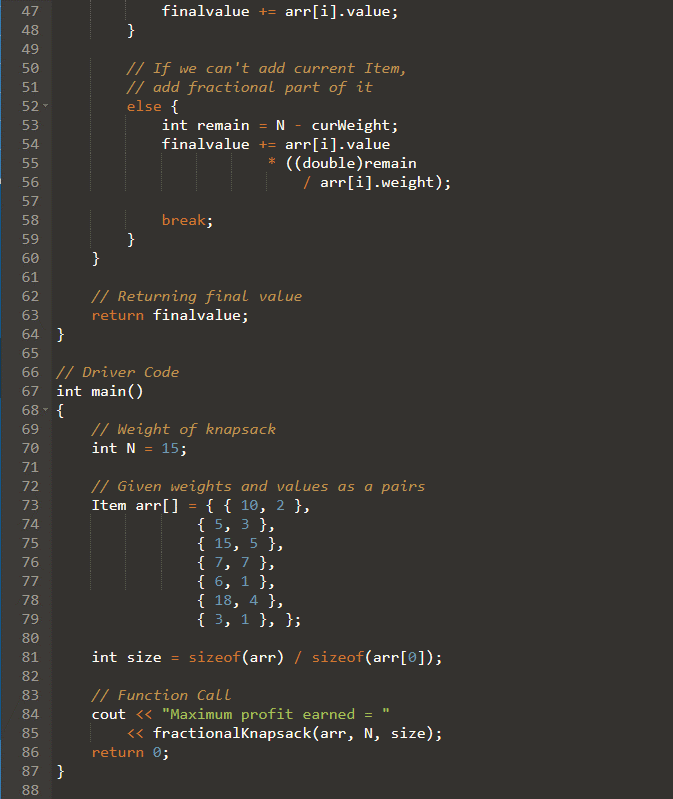 47 finalvalue += arr[i].value;
48 }
49
50 // If we can't add current Item,
51 // add fractional part of it
52 else {
53 int remain = N - curWeight;
54 finalvalue += arr[i].value
55 * ((double)remain
56 / arr[i].weight);
57
58 break;
59 }
60 }
61
62 // Returning final value
63 return finalvalue;
64 }
65
66 // Driver Code
67 int main()
68 {
69 // Weight of knapsack
70 int N = 15;
71
72 // Given weights and values as a pairs
73 Item arr[] = { { 10, 2 },
74 { 5, 3 },
75 { 15, 5 },
76 { 7, 7 },
77 { 6, 1 },
78 { 18, 4 },
79 { 3, 1 }, };
80
81 int size = sizeof(arr) / sizeof(arr[0]);
82
83 // Function Call
84 cout << "Maximum profit earned = "
85 << fractionalKnapsack(arr, N, size);
86 return 0;
87 }
88